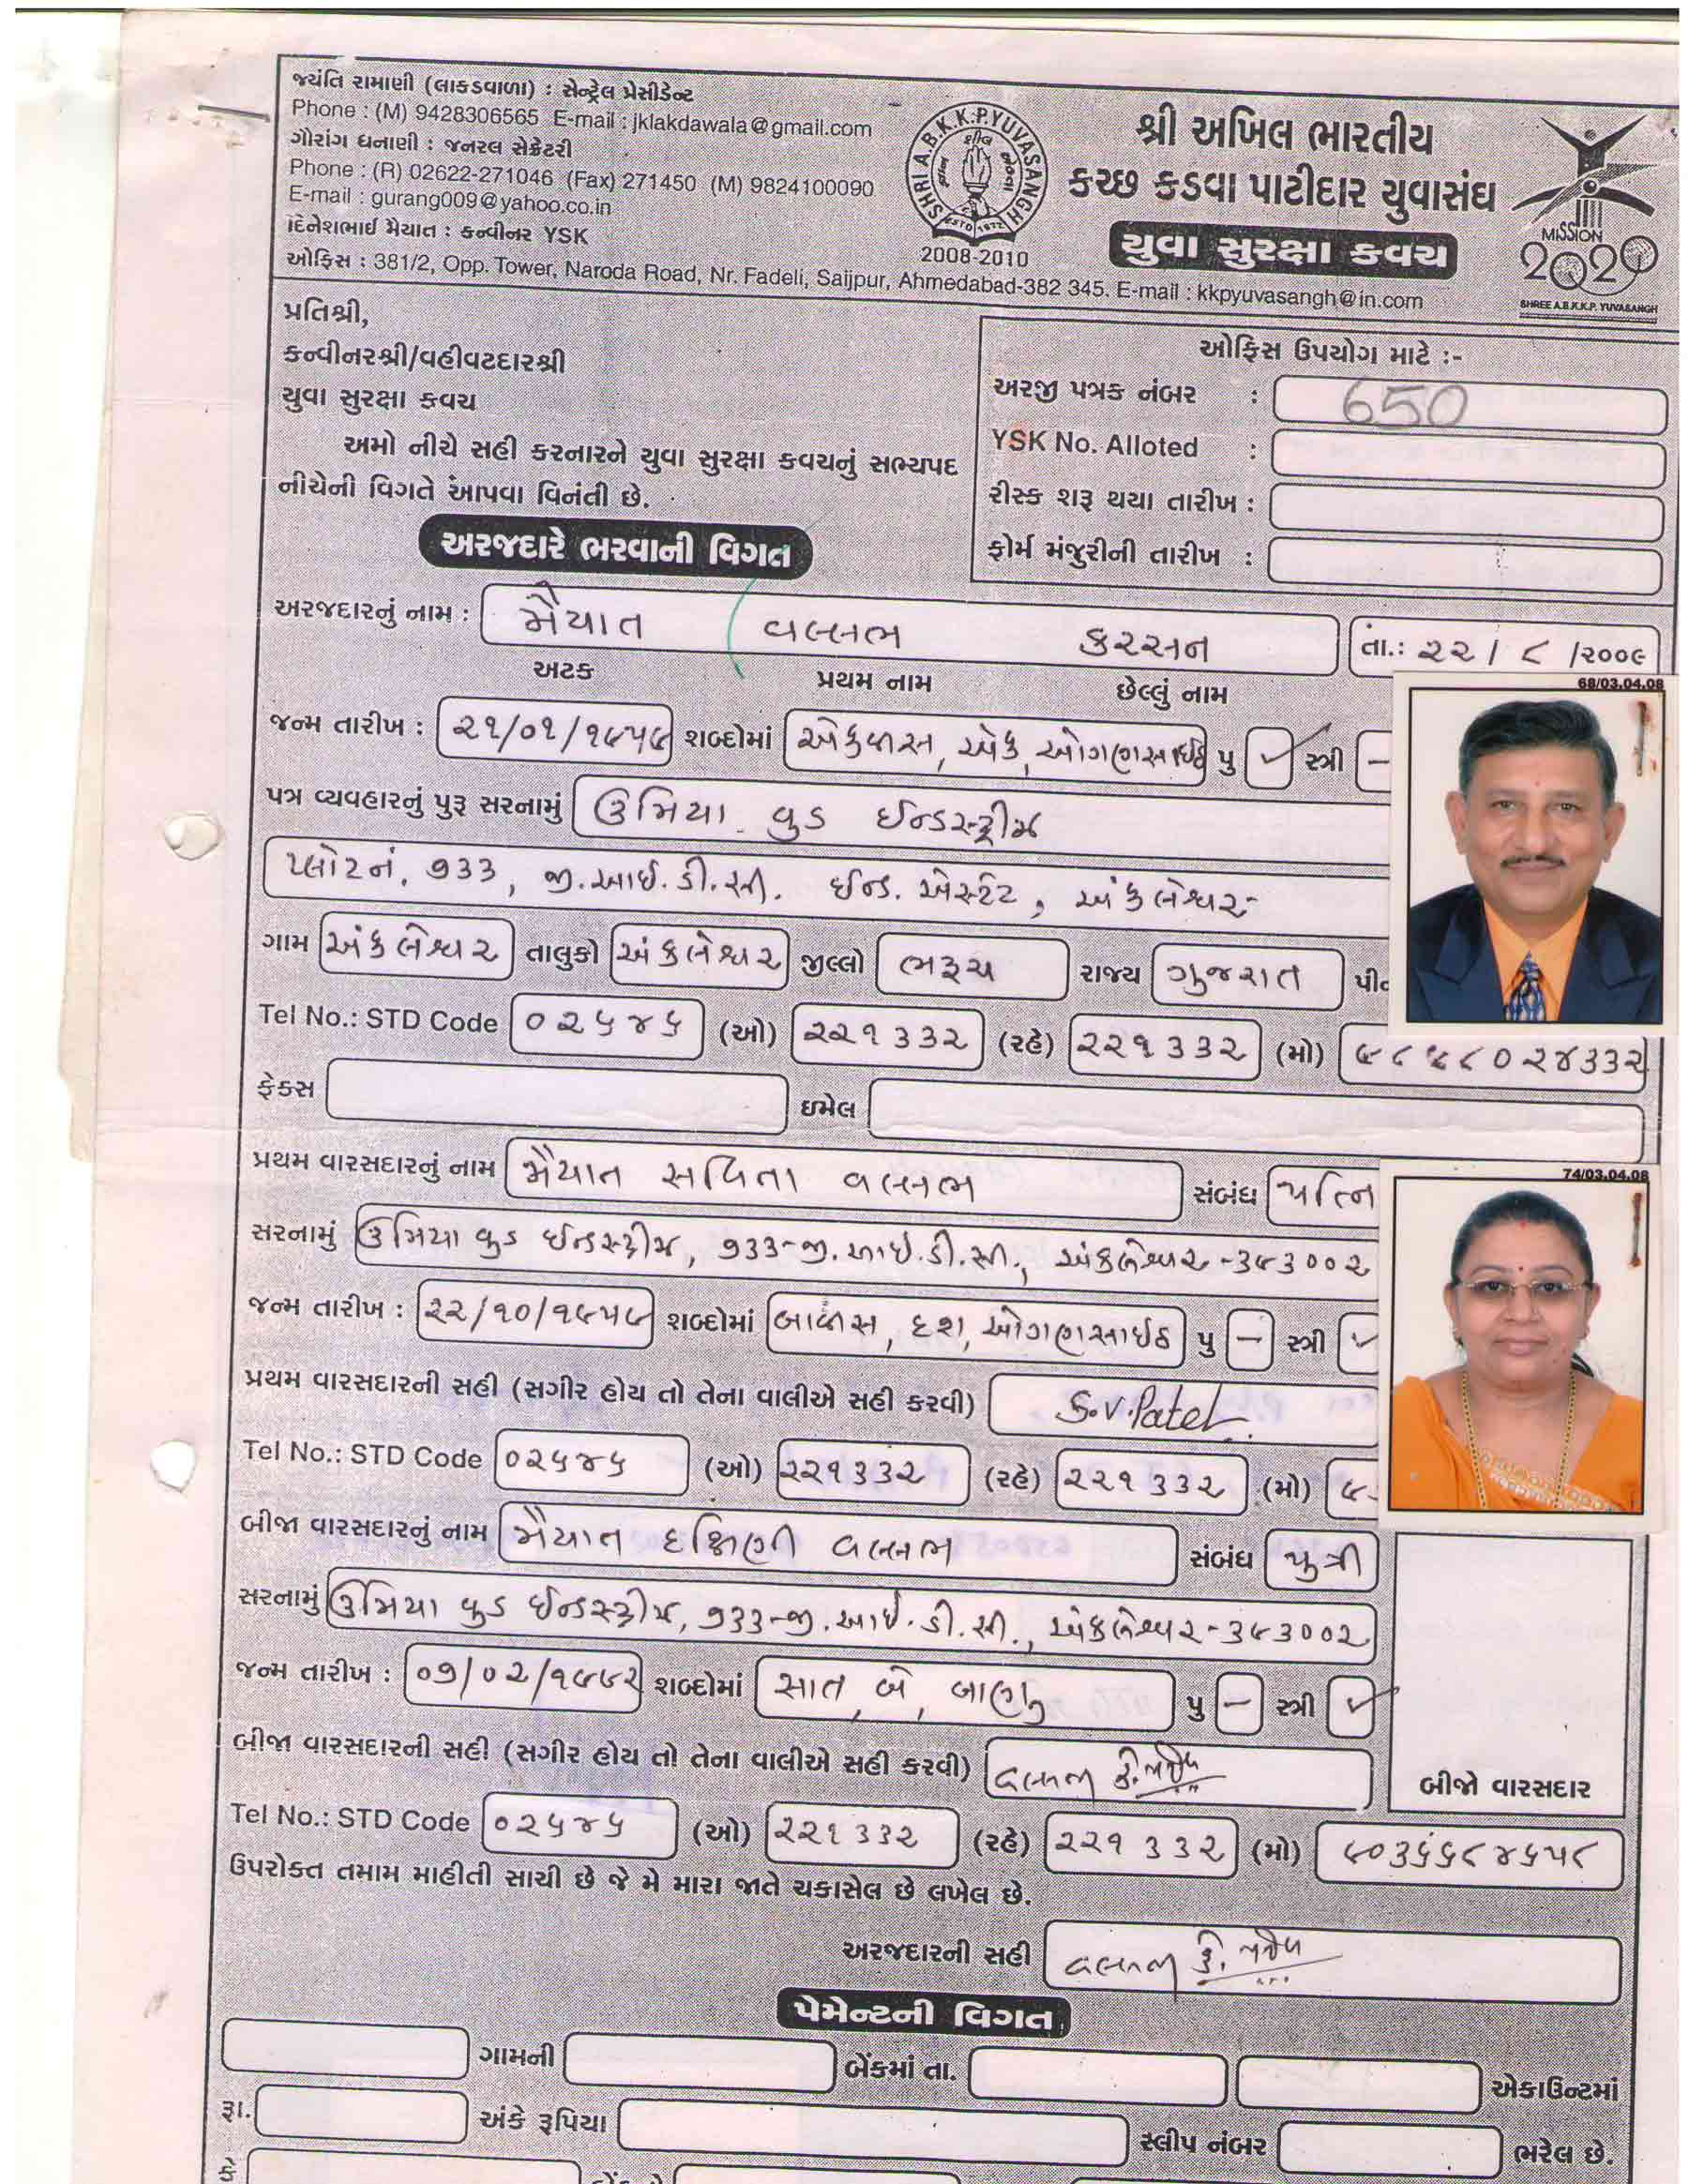 જયંતિ રામાણી (લાકડાવાળા) : સેન્ટ્રલ પ્રેસીડેન્ટ
Phone : (M) 9428306565 E-mail : jklakdawala@gmail.com
ગૌરાંગ ધનાણી : જનરલ સેક્રેટરી
Phone : (R) 02622-271046 (Fax) 271450 (M) 9824100090
E-mail : gurang009@yahoo.co.in
દિનેશભાઈ મૈયાત : કન્વીનર YSK
ઓફિસ : 381/2, Opp. Tower, Naroda Road, Nr. Fadeli, Saijpur, Ahmedabad-382 345. E-mail : kkpyuvasangh@in.com
SHRI A.B.K.K.P. YUVASANGH
ESTD 1972
2008-2010
શ્રી અખિલ ભારતીય
કચ્છ કડવા પાટીદાર યુવાસંઘ
યુવા સુરક્ષા કવચ
MISSION
2020
SHREE A.B.K.K.P. YUVASANGH
પ્રતિશ્રી,
કન્વીનરશ્રી/વહીવટદારશ્રી
યુવા સુરક્ષા કવચ
અમો નીચે સહી કરનારને યુવા સુરક્ષા કવચનું સભ્યપદ
નીચેની વિગતે આપવા વિનંતી છે.
ઓફિસ ઉપયોગ માટે :-
અરજી પત્રક નંબર : 650
YSK No. Alloted :
રીસ્ક શરૂ થયા તારીખ :
ફોર્મ મંજુરીની તારીખ :
અરજદારે ભરવાની વિગત
અરજદારનું નામ : મૈયાત વલ્લભ કરસન તા.: ૨૨ / ૮ /૨૦૦૯
અટક પ્રથમ નામ છેલ્લું નામ
68/03.04.08
જન્મ તારીખ : ૨૧/૦૧/૧૯૫૯ શબ્દોમાં એકવીસ, એક, ઓગણસાઈઠ પુ ✓ સ્ત્રી –
પત્ર વ્યવહારનું પુરૂ સરનામું ઉમિયા વુડ ઈન્ડસ્ટ્રીઝ
પ્લોટનં. ૭૩૩, જી.આઈ.ડી.સી. ઈન્ડ. એસ્ટેટ, અંકલેશ્વર-
ગામ અંકલેશ્વર તાલુકો અંકલેશ્વર જીલ્લો ભરૂચ રાજ્ય ગુજરાત
Tel No.: STD Code ૦૨૬૪૬ (ઓ) ૨૨૧૩૩૨ (રહે) ૨૨૧૩૩૨ (મો) ૯૮૯૮૦૨૪૩૩૨
ફેક્સ ઇમેલ
પ્રથમ વારસદારનું નામ મૈયાત સવિતા વલ્લભ સંબંધ પત્નિ
74/03.04.08
સરનામું ઉમિયા વુડ ઈન્ડસ્ટ્રીઝ, ૭૩૩-જી.આઈ.ડી.સી., અંકલેશ્વર-૩૯૩૦૦૨
જન્મ તારીખ : ૨૨/૧૦/૧૯૫૯ શબ્દોમાં બાવીસ, દશ, ઓગણસાઈઠ પુ – સ્ત્રી ✓
પ્રથમ વારસદારની સહી (સગીર હોય તો તેના વાલીએ સહી કરવી) S.V.Patel
Tel No.: STD Code ૦૨૬૪૬ (ઓ) ૨૨૧૩૩૨ (રહે) ૨૨૧૩૩૨ (મો) ૯
બીજા વારસદારનું નામ મૈયાત દક્ષિણી વલ્લભ સંબંધ પુત્રી
સરનામું ઉમિયા વુડ ઈન્ડસ્ટ્રીઝ, ૭૩૩-જી.આઈ.ડી.સી., અંકલેશ્વર-૩૯૩૦૦૨
જન્મ તારીખ : ૦૭/૦૨/૧૯૯૨ શબ્દોમાં સાત, બે, બાણુ પુ – સ્ત્રી ✓
બીજા વારસદારની સહી (સગીર હોય તો તેના વાલીએ સહી કરવી) વલ્લભ કે. પટેલ
બીજો વારસદાર
Tel No.: STD Code ૦૨૬૪૬ (ઓ) ૨૨૧૩૩૨ (રહે) ૨૨૧૩૩૨ (મો) ૯૦૩૬૬૮૪૬૫૮
ઉપરોક્ત તમામ માહીતી સાચી છે જે મે મારા જાતે ચકાસેલ છે લખેલ છે.
અરજદારની સહી વલ્લભ કે. પટેલ
પેમેન્ટની વિગત
ગામની બેંકમાં તા. એકાઉન્ટમાં
રૂા. અંકે રૂપિયા સ્લીપ નંબર ભરેલ છે.